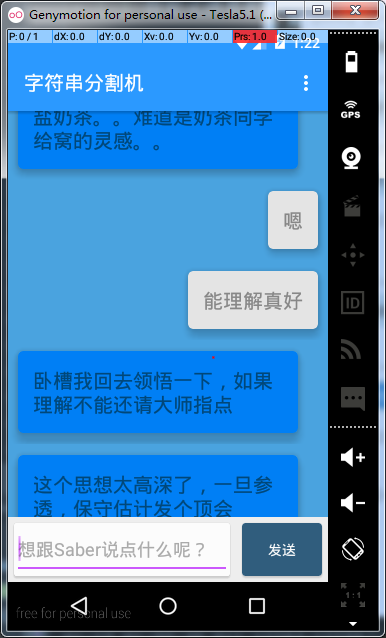 Genymotion for personal use - Tesla5.1 (...
P: 0 / 1 dX: 0.0 dY: 0.0 Xv: 0.0 Yv: 0.0 Prs: 1.0 Size: 0.0
1:22
字符串分割机
GPS
盐奶茶。。难道是奶茶同学
给窝的灵感。。
嗯
能理解真好
ID
卧槽我回去领悟一下，如果
理解不能还请大师指点
这个思想太高深了，一旦参
透，保守估计发个顶会
想跟Saber说点什么呢？
发送
1:1
free for personal use